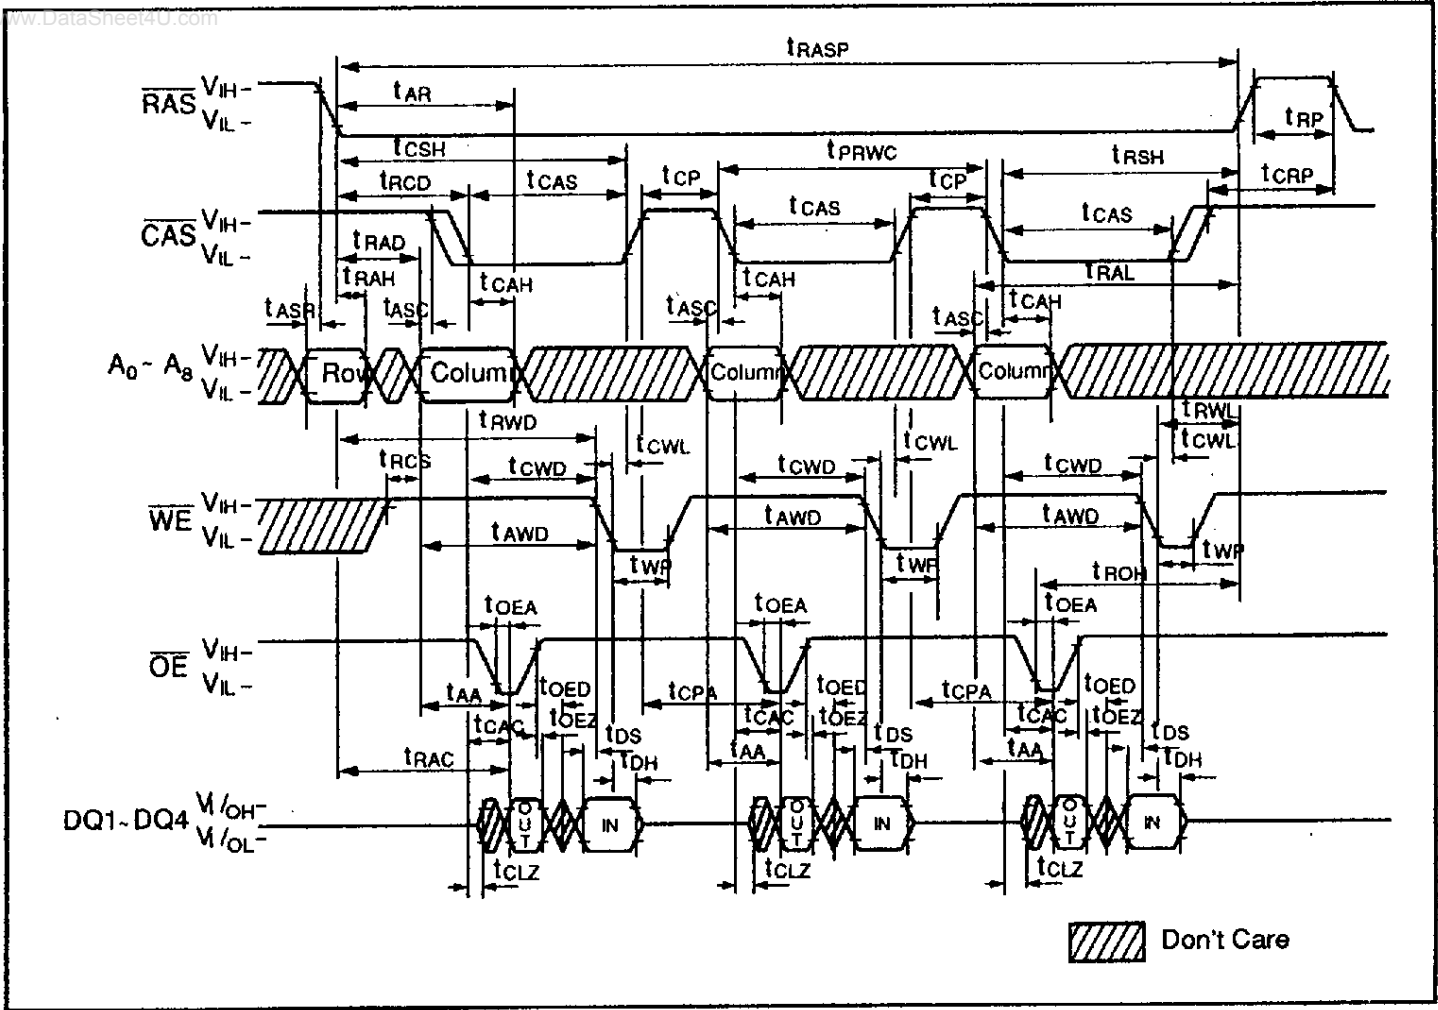 www.DataSheet4U.com
tRASP
RAS VIH-
VIL-
tAR
tRP
tCSH
tPRWC
tRSH
tRCD
tCAS
tCP
tCP
tCRP
CAS VIH-
VIL-
tCAS
tCAS
tRAD
tRAH
tCAH
tCAH
tRAL
tASR
tASC
tASC
tASC
tCAH
A0 ~ A8 VIH-
VIL-
Row
Column
Column
Column
tRWD
tCWL
tCWL
tRWL
tCWL
tRCS
tCWD
tCWD
tCWD
WE VIH-
VIL-
tAWD
tAWD
tAWD
tWP
tWP
tWP
tROH
tOEA
tOEA
tOEA
OE VIH-
VIL-
tAA
tOED
tCPA
tOED
tCPA
tOED
tCAC
tOEZ
tCAC
tOEZ
tCAC
tOEZ
tRAC
tDS
tDH
tAA
tDS
tDH
tAA
tDS
tDH
DQ1~DQ4 VI/OH-
VI/OL-
OUT
IN
OUT
IN
OUT
IN
tCLZ
tCLZ
tCLZ
Don't Care